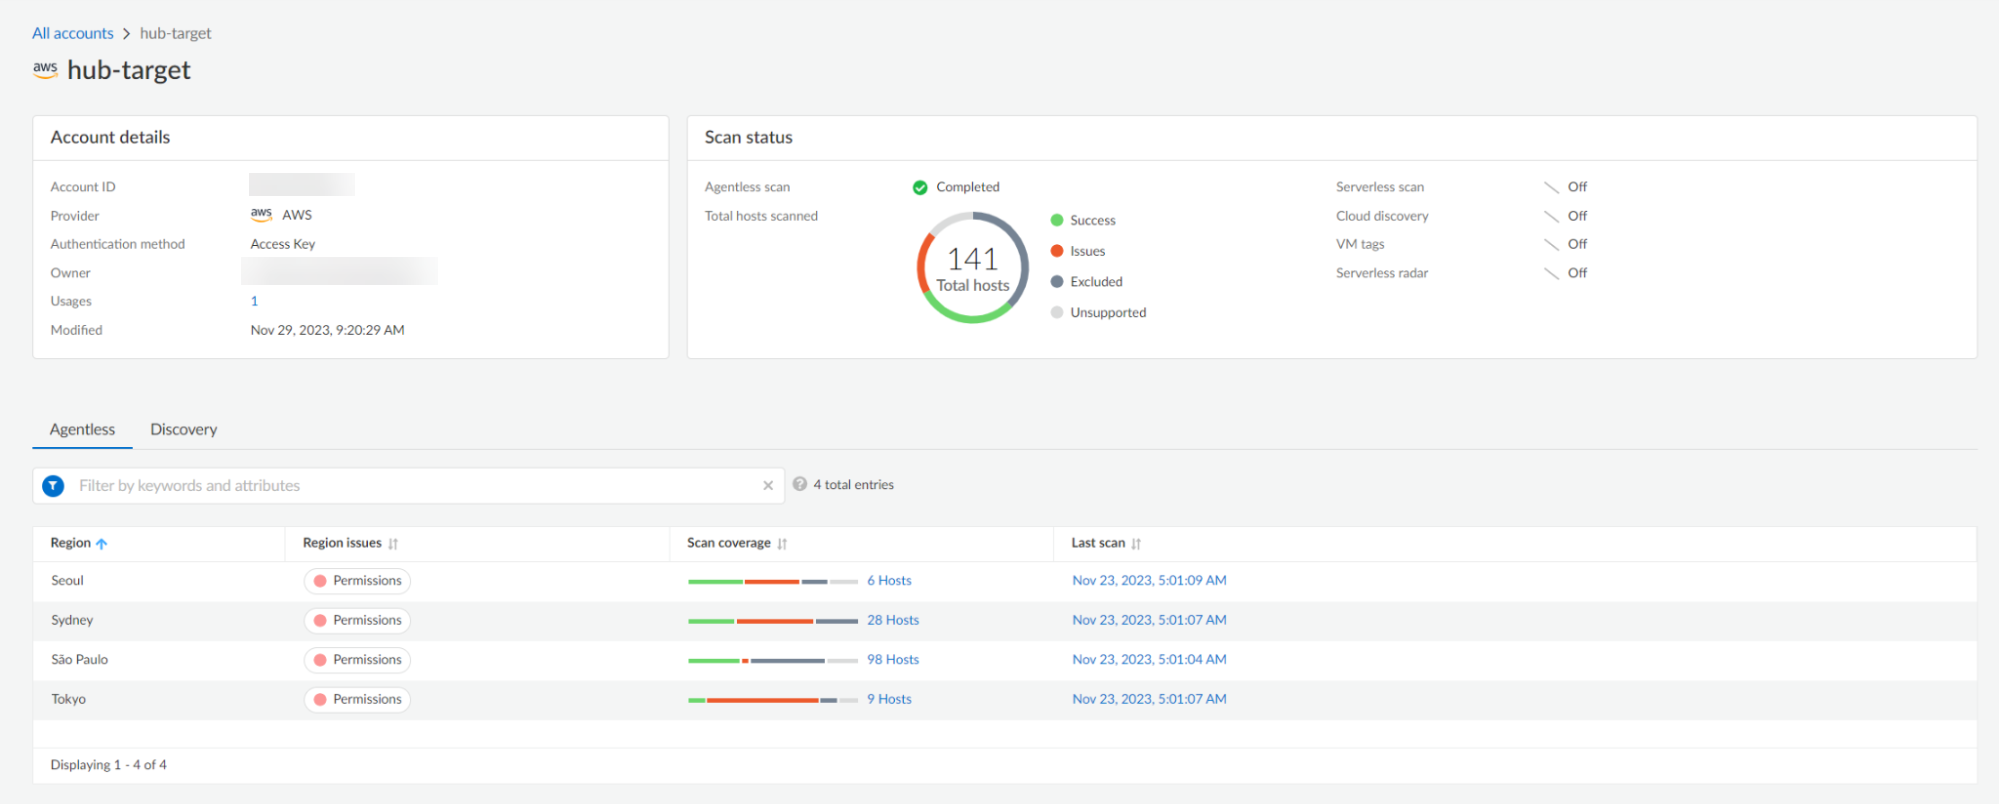 All accounts > hub-target
aws hub-target
Account details
Account ID
Provider aws AWS
Authentication method Access Key
Owner
Usages 1
Modified Nov 29, 2023, 9:20:29 AM
Scan status
Agentless scan Completed
Total hosts scanned
141
Total hosts
Success
Issues
Excluded
Unsupported
Serverless scan Off
Cloud discovery Off
VM tags Off
Serverless radar Off
Agentless Discovery
Filter by keywords and attributes × ? 4 total entries
Region Region issues Scan coverage Last scan
Seoul Permissions 6 Hosts Nov 23, 2023, 5:01:09 AM
Sydney Permissions 28 Hosts Nov 23, 2023, 5:01:07 AM
São Paulo Permissions 98 Hosts Nov 23, 2023, 5:01:04 AM
Tokyo Permissions 9 Hosts Nov 23, 2023, 5:01:07 AM
Displaying 1 - 4 of 4